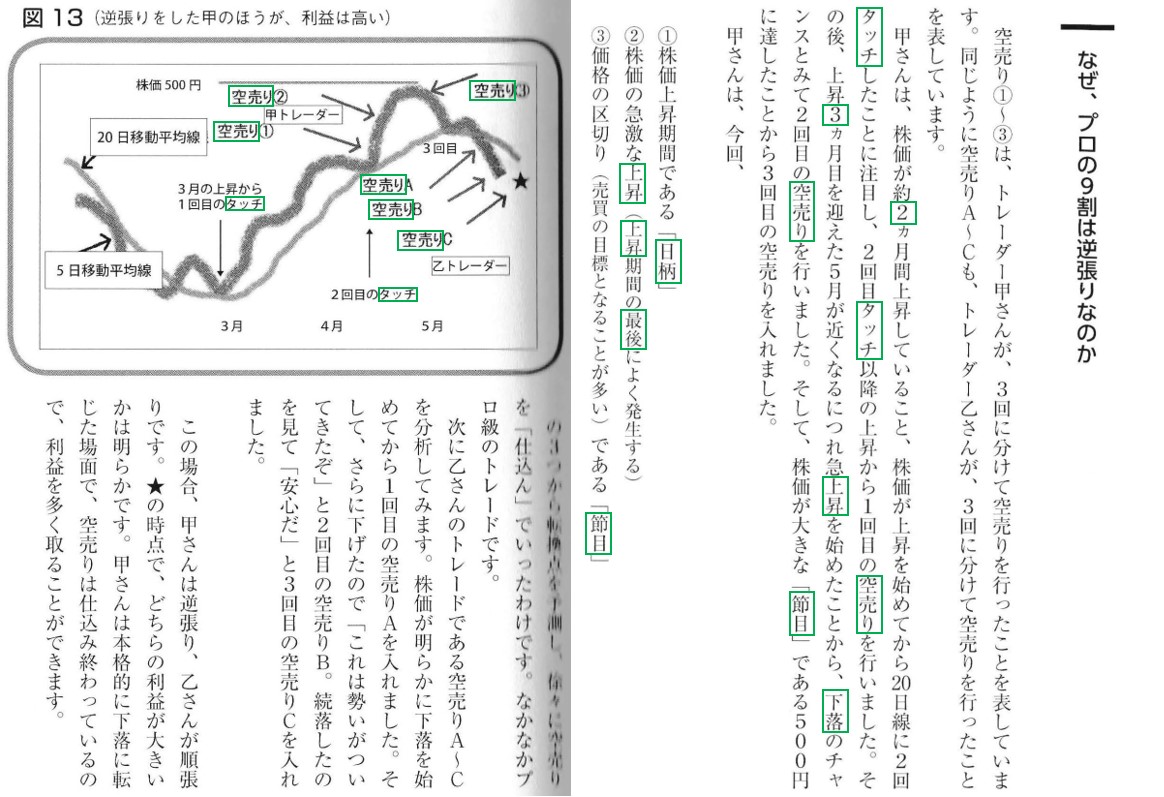 なぜ、プロの9割は逆張りなのか
空売り①～③は、トレーダー甲さんが、3回に分けて空売りを行ったことを表していま
す。同じように空売りA～Cも、トレーダー乙さんが、3回に分けて空売りを行ったこと
を表しています。
甲さんは、株価が約2ヵ月間上昇していること、株価が上昇を始めてから20日線に2回
タッチしたことに注目し、2回目タッチ以降の上昇から1回目の空売りを行いました。そ
の後、上昇3ヵ月目を迎えた5月が近くなるにつれ急上昇を始めたことから、下落のチャ
ンスとみて2回目の空売りを行いました。そして、株価が大きな「節目」である500円
に達したことから3回目の空売りを入れました。
甲さんは、今回、
①株価上昇期間である「日柄」
②株価の急激な上昇（上昇期間の最後によく発生する）
③価格の区切り（売買の目標となることが多い）である「節目」
図13（逆張りをした甲のほうが、利益は高い）
株価500円
空売り②
空売り③
甲トレーダー
空売り①
20日移動平均線
3回目
3月の上昇から
1回目のタッチ
空売りA
空売りB
空売りC
★
5日移動平均線
乙トレーダー
2回目のタッチ
3月
4月
5月
の3つから転換点を予測し、徐々に空売り
を「仕込ん」でいったわけです。なかなかプ
ロ級のトレードです。
次に乙さんのトレードである空売りA～C
を分析してみます。株価が明らかに下落を始
めてから1回目の空売りAを入れました。そ
して、さらに下げたので「これは勢いがつい
てきたぞ」と2回目の空売りB。続落したの
を見て「安心だ」と3回目の空売りCを入れ
ました。
この場合、甲さんは逆張り、乙さんが順張
りです。★の時点で、どちらの利益が大きい
かは明らかです。甲さんは本格的に下落に転
じた場面で、空売りは仕込み終わっているの
で、利益を多く取ることができます。